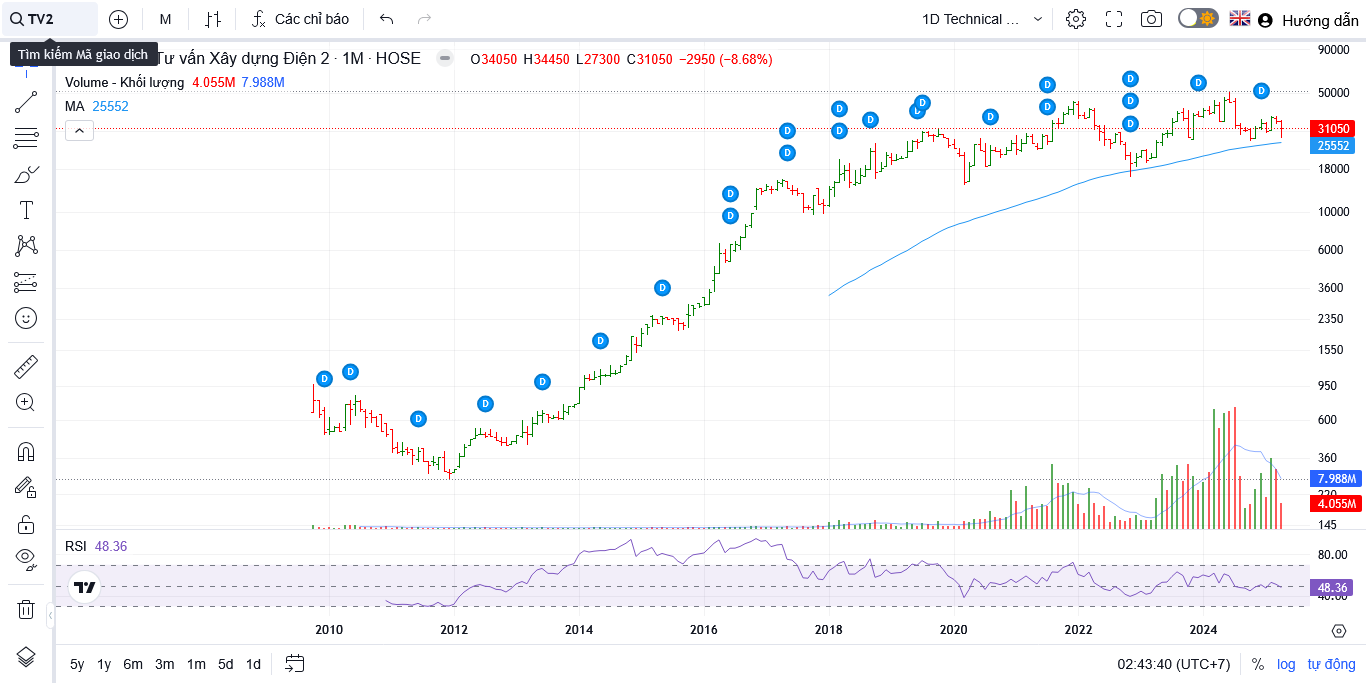 TV2
M
Các chỉ báo
1D Technical ...
Hướng dẫn
Tìm kiếm Mã giao dịch
Tư vấn Xây dựng Điện 2 · 1M · HOSE
O34050 H34450 L27300 C31050 −2950 (−8.68%)
Volume - Khối lượng 4.055M 7.988M
MA 25552
90000
50000
31050
25552
18000
10000
6000
3600
2350
1550
950
600
360
7.988M
220
4.055M
145
D D D D D D D D D D D D D D D D D D D D D D D D
RSI 48.36
80.00
48.36
40.00
2010 2012 2014 2016 2018 2020 2022 2024
5y 1y 6m 3m 1m 5d 1d
02:43:40 (UTC+7)
%
log
tự động